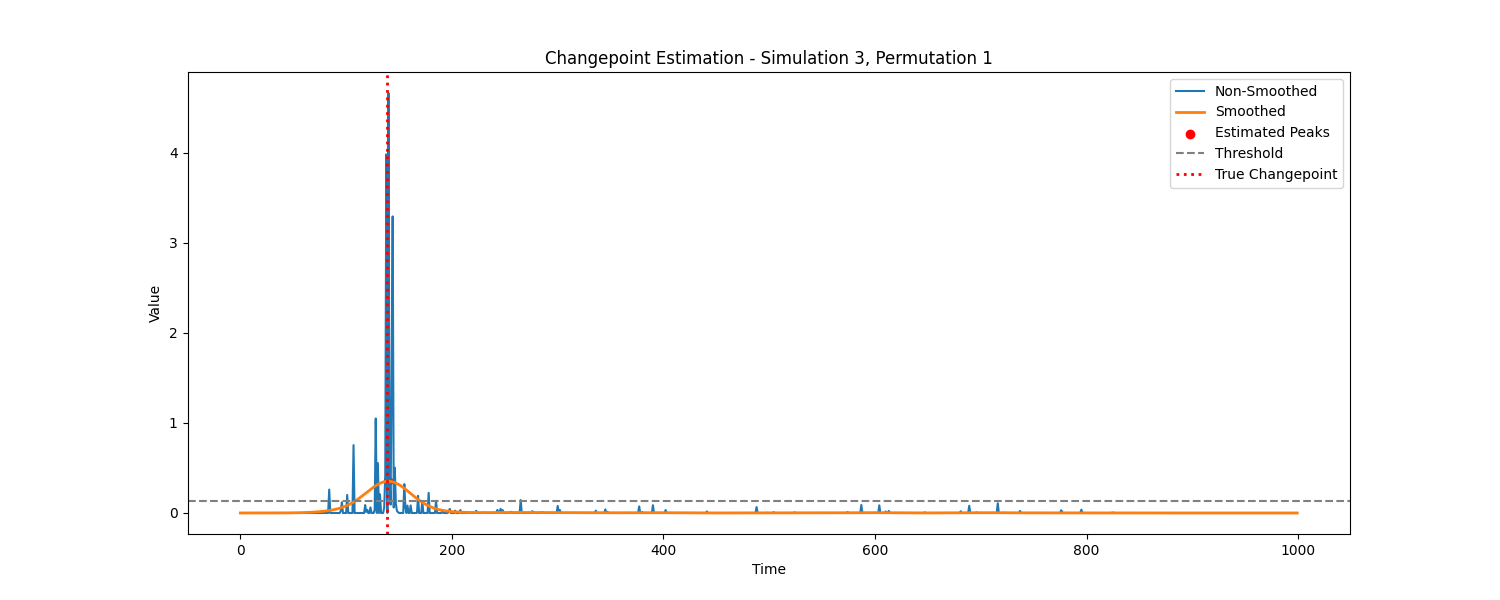 Changepoint Estimation - Simulation 3, Permutation 1
Non-Smoothed
Smoothed
Estimated Peaks
Threshold
True Changepoint
Value
4
3
2
1
0
0 200 400 600 800 1000
Time